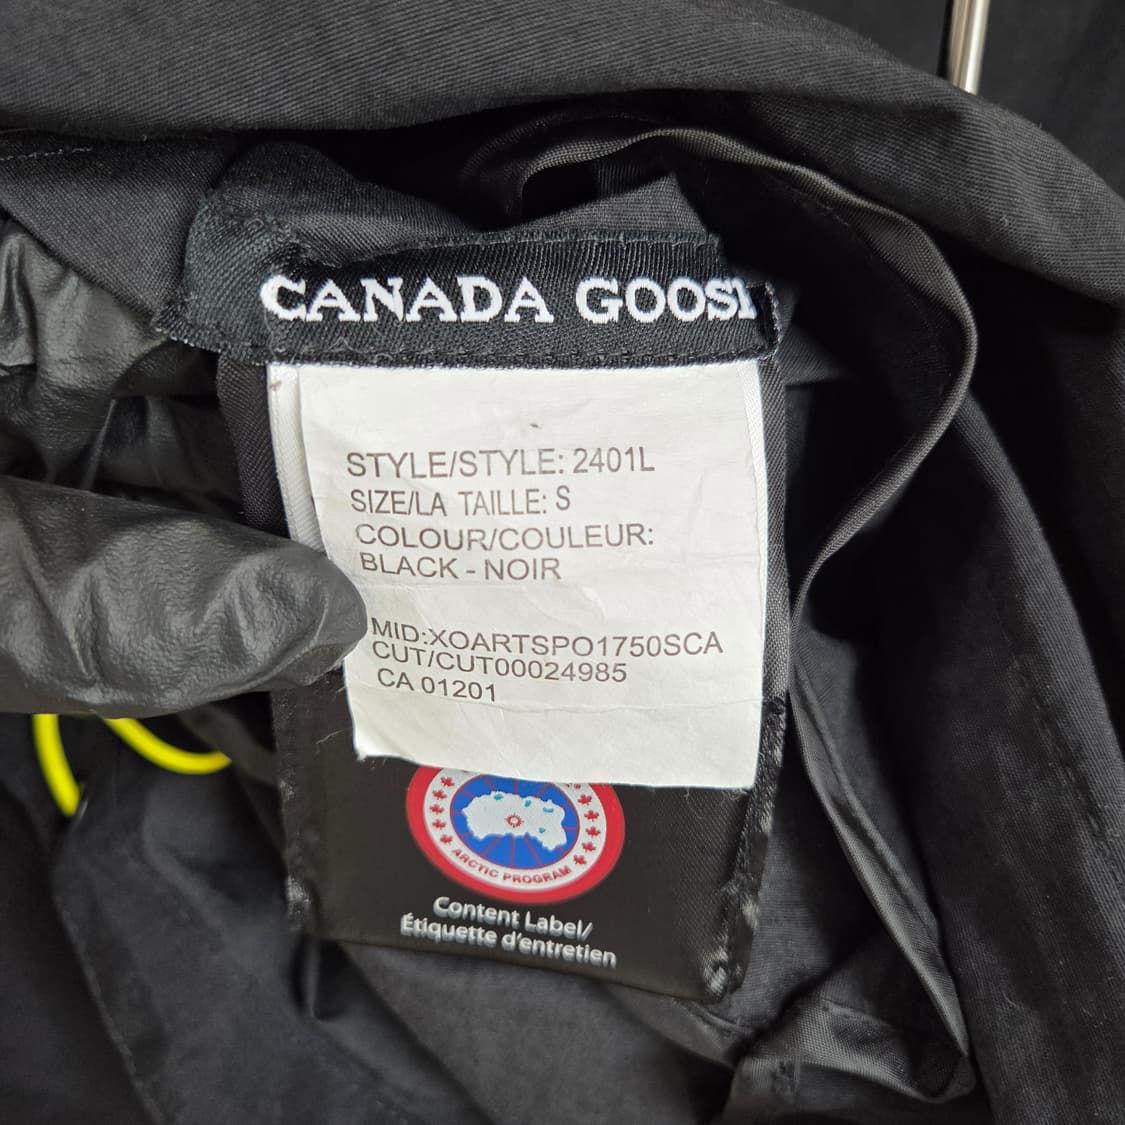 CANADA GOOSE
STYLE/STYLE: 2401L
SIZE/LA TAILLE: S
COLOUR/COULEUR:
BLACK - NOIR
MID:XOARTSPO1750SCA
CUT/CUT00024985
CA 01201
ARCTIC PROGRAM
Content Label/
Étiquette d'entretien